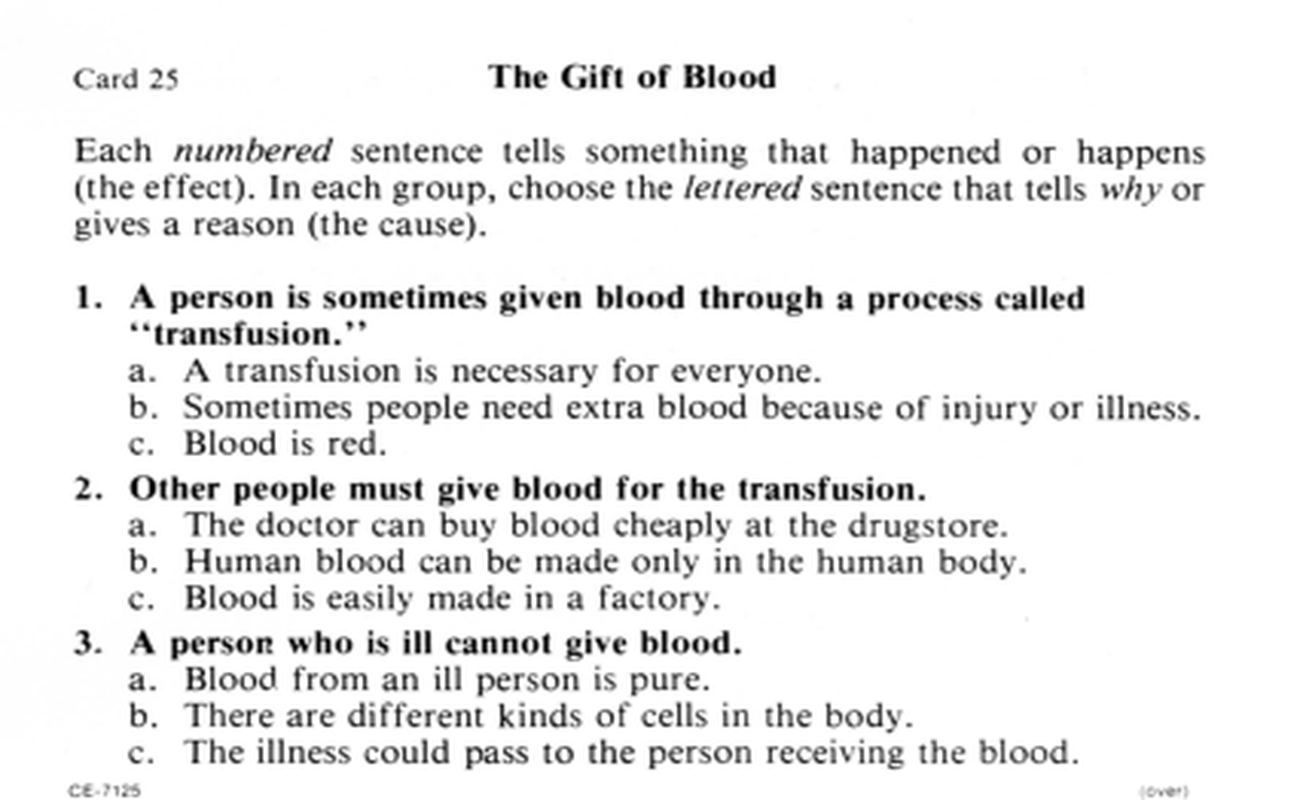 Card 25
The Gift of Blood
Each numbered sentence tells something that happened or happens
(the effect). In each group, choose the lettered sentence that tells why or
gives a reason (the cause).
1. A person is sometimes given blood through a process called
“transfusion.”
a. A transfusion is necessary for everyone.
b. Sometimes people need extra blood because of injury or illness.
c. Blood is red.
2. Other people must give blood for the transfusion.
a. The doctor can buy blood cheaply at the drugstore.
b. Human blood can be made only in the human body.
c. Blood is easily made in a factory.
3. A person who is ill cannot give blood.
a. Blood from an ill person is pure.
b. There are different kinds of cells in the body.
c. The illness could pass to the person receiving the blood.
CE-7125
(over)